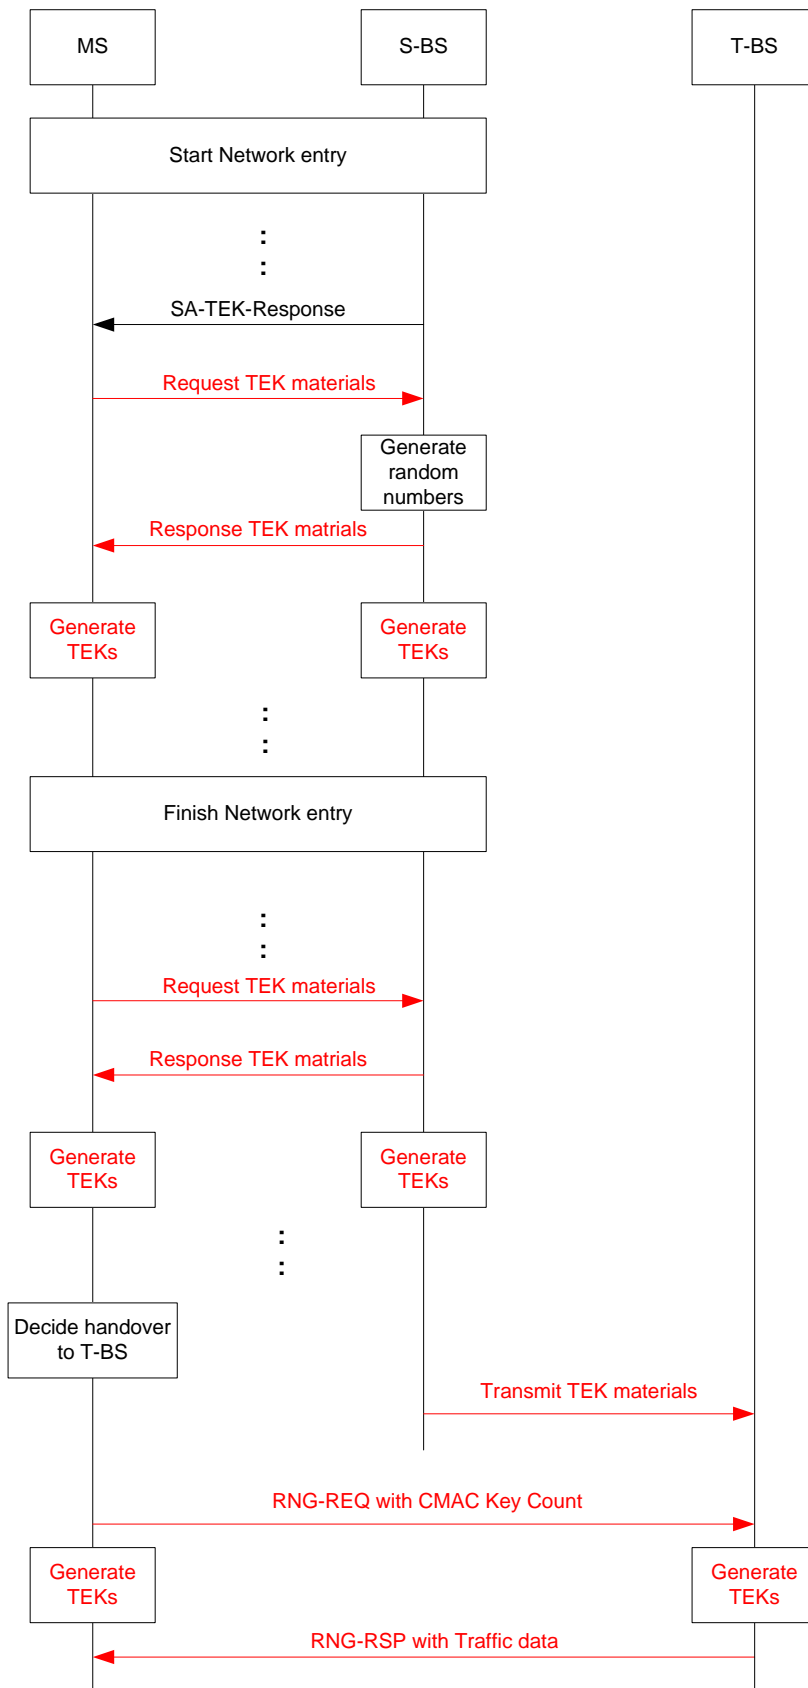 MS
S-BS
T-BS
Start Network entry
:
:
SA-TEK-Response
Request TEK materials
Generate
random
numbers
Response TEK matrials
Generate
TEKs
Generate
TEKs
:
:
Finish Network entry
:
:
Request TEK materials
Response TEK matrials
Generate
TEKs
Generate
TEKs
:
:
Decide handover
to T-BS
Transmit TEK materials
RNG-REQ with CMAC Key Count
Generate
TEKs
Generate
TEKs
RNG-RSP with Traffic data